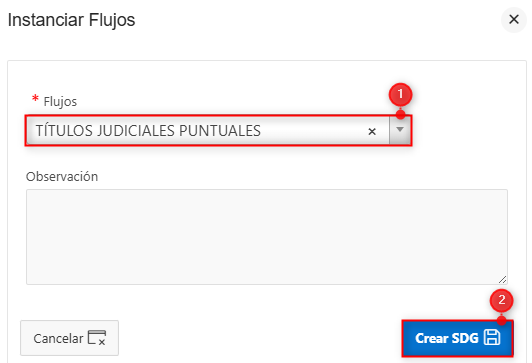 Instanciar Flujos
* Flujos
1
TÍTULOS JUDICIALES PUNTUALES
Observación
2
Cancelar
Crear SDG